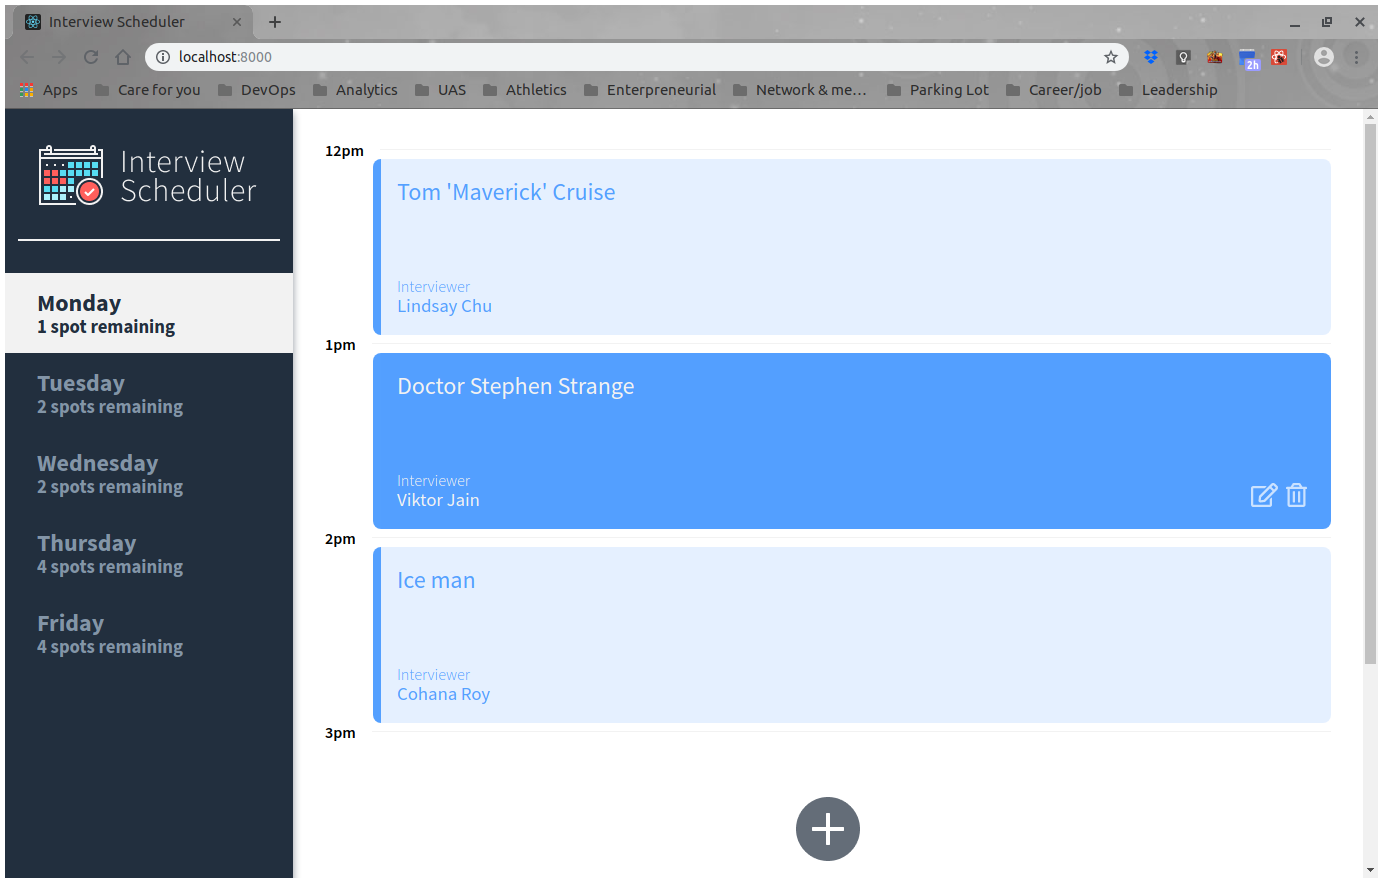 Interview Scheduler
localhost:8000
2h
Apps Care for you DevOps Analytics UAS Athletics Enterpreneurial Network & me… Parking Lot Career/job Leadership
Interview
Scheduler
Monday
1 spot remaining
Tuesday
2 spots remaining
Wednesday
2 spots remaining
Thursday
4 spots remaining
Friday
4 spots remaining
12pm
Tom 'Maverick' Cruise
Interviewer
Lindsay Chu
1pm
Doctor Stephen Strange
Interviewer
Viktor Jain
2pm
Ice man
Interviewer
Cohana Roy
3pm